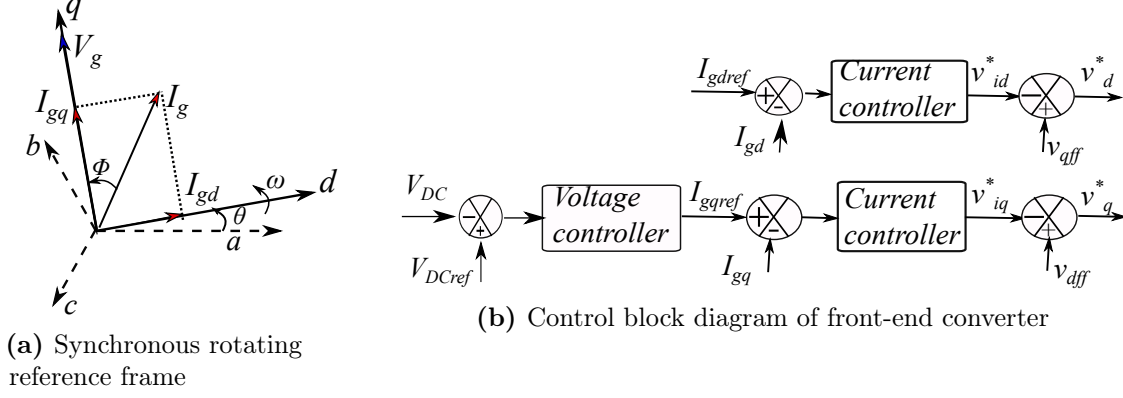 q
V_g
I_gq
I_g
b
Φ
I_gd
ω
d
θ
a
c
(a) Synchronous rotating
reference frame
I_gdref
+
-
I_gd
Current
controller
v*_id
−
+
v_qff
v*_d
V_DC
−
+
V_DCref
Voltage
controller
I_gqref
+
-
I_gq
Current
controller
v*_iq
−
+
v_dff
v*_q
(b) Control block diagram of front-end converter